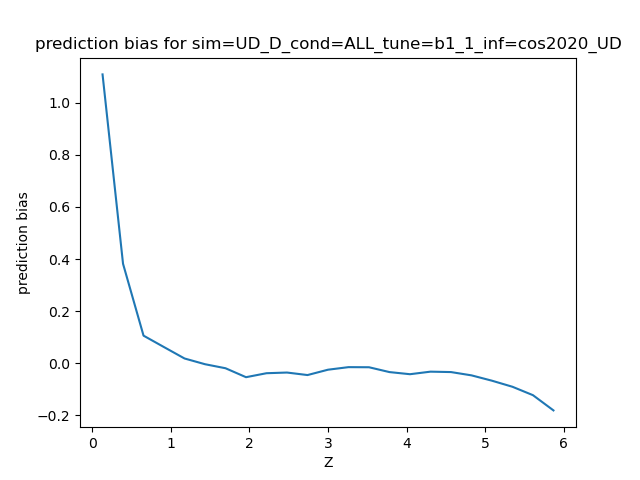 prediction bias for sim=UD_D_cond=ALL_tune=b1_1_inf=cos2020_UD
1.0
0.8
0.6
0.4
0.2
0.0
−0.2
prediction bias
0 1 2 3 4 5 6
Z